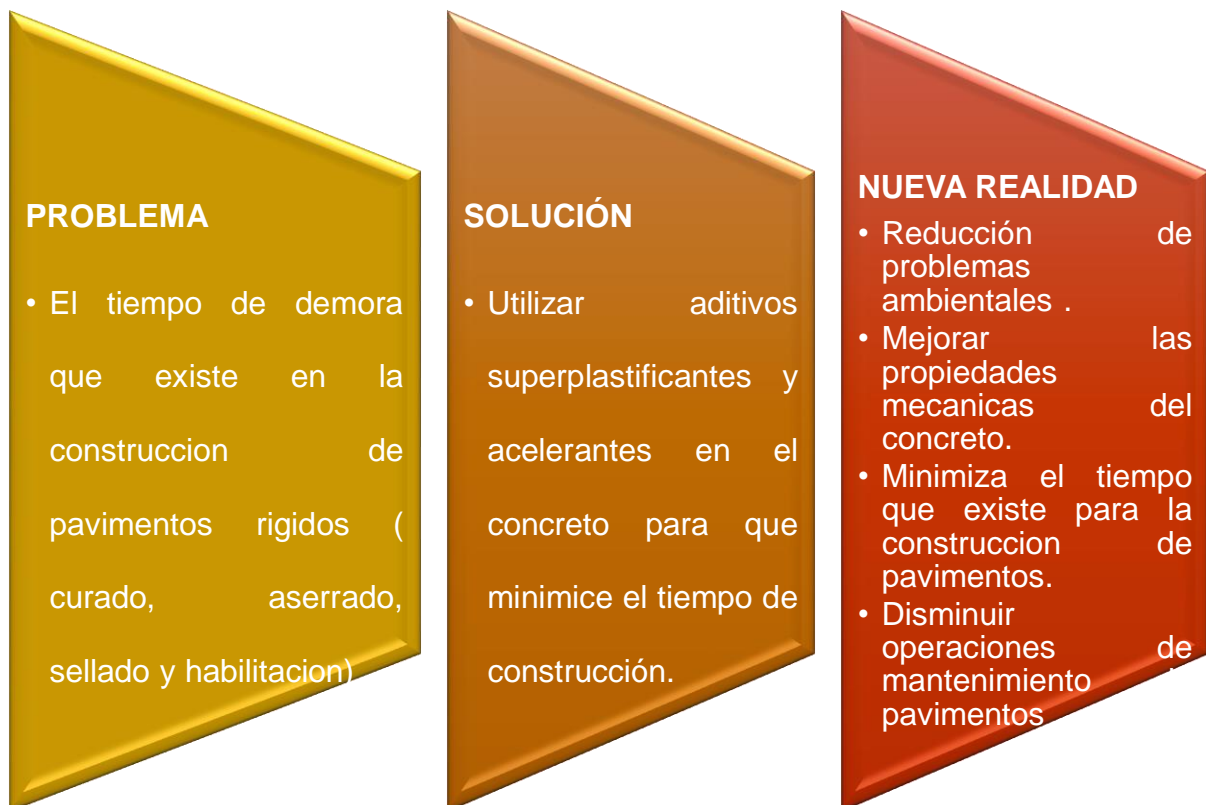 PROBLEMA
• El tiempo de demora
que existe en la
construccion de
pavimentos rigidos (
curado, aserrado,
sellado y habilitacion)
SOLUCIÓN
• Utilizar aditivos
superplastificantes y
acelerantes en el
concreto para que
minimice el tiempo de
construcción.
NUEVA REALIDAD
• Reducción de
problemas
ambientales .
• Mejorar las
propiedades
mecanicas del
concreto.
• Minimiza el tiempo
que existe para la
construccion de
pavimentos.
• Disminuir
operaciones de
mantenimiento
pavimentos